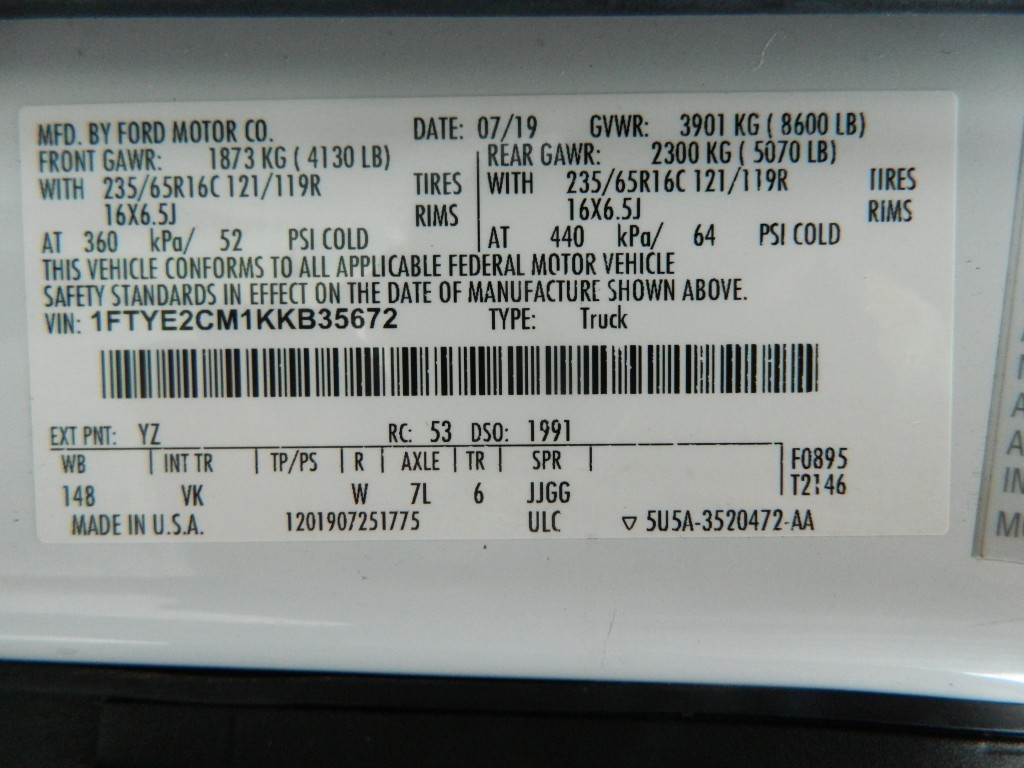 MFD. BY FORD MOTOR CO. DATE: 07/19 GVWR: 3901 KG ( 8600 LB)
FRONT GAWR: 1873 KG ( 4130 LB) REAR GAWR: 2300 KG ( 5070 LB)
WITH 235/65R16C 121/119R TIRES WITH 235/65R16C 121/119R TIRES
16X6.5J RIMS 16X6.5J RIMS
AT 360 kPa/ 52 PSI COLD AT 440 kPa/ 64 PSI COLD
THIS VEHICLE CONFORMS TO ALL APPLICABLE FEDERAL MOTOR VEHICLE
SAFETY STANDARDS IN EFFECT ON THE DATE OF MANUFACTURE SHOWN ABOVE.
VIN: 1FTYE2CM1KKB35672 TYPE: Truck
EXT PNT: YZ RC: 53 DSO: 1991
WB INT TR TP/PS R AXLE TR SPR F0895
148 VK W 7L 6 JJGG T2146
MADE IN U.S.A. 1201907251775 ULC ▽ 5U5A-3520472-AA